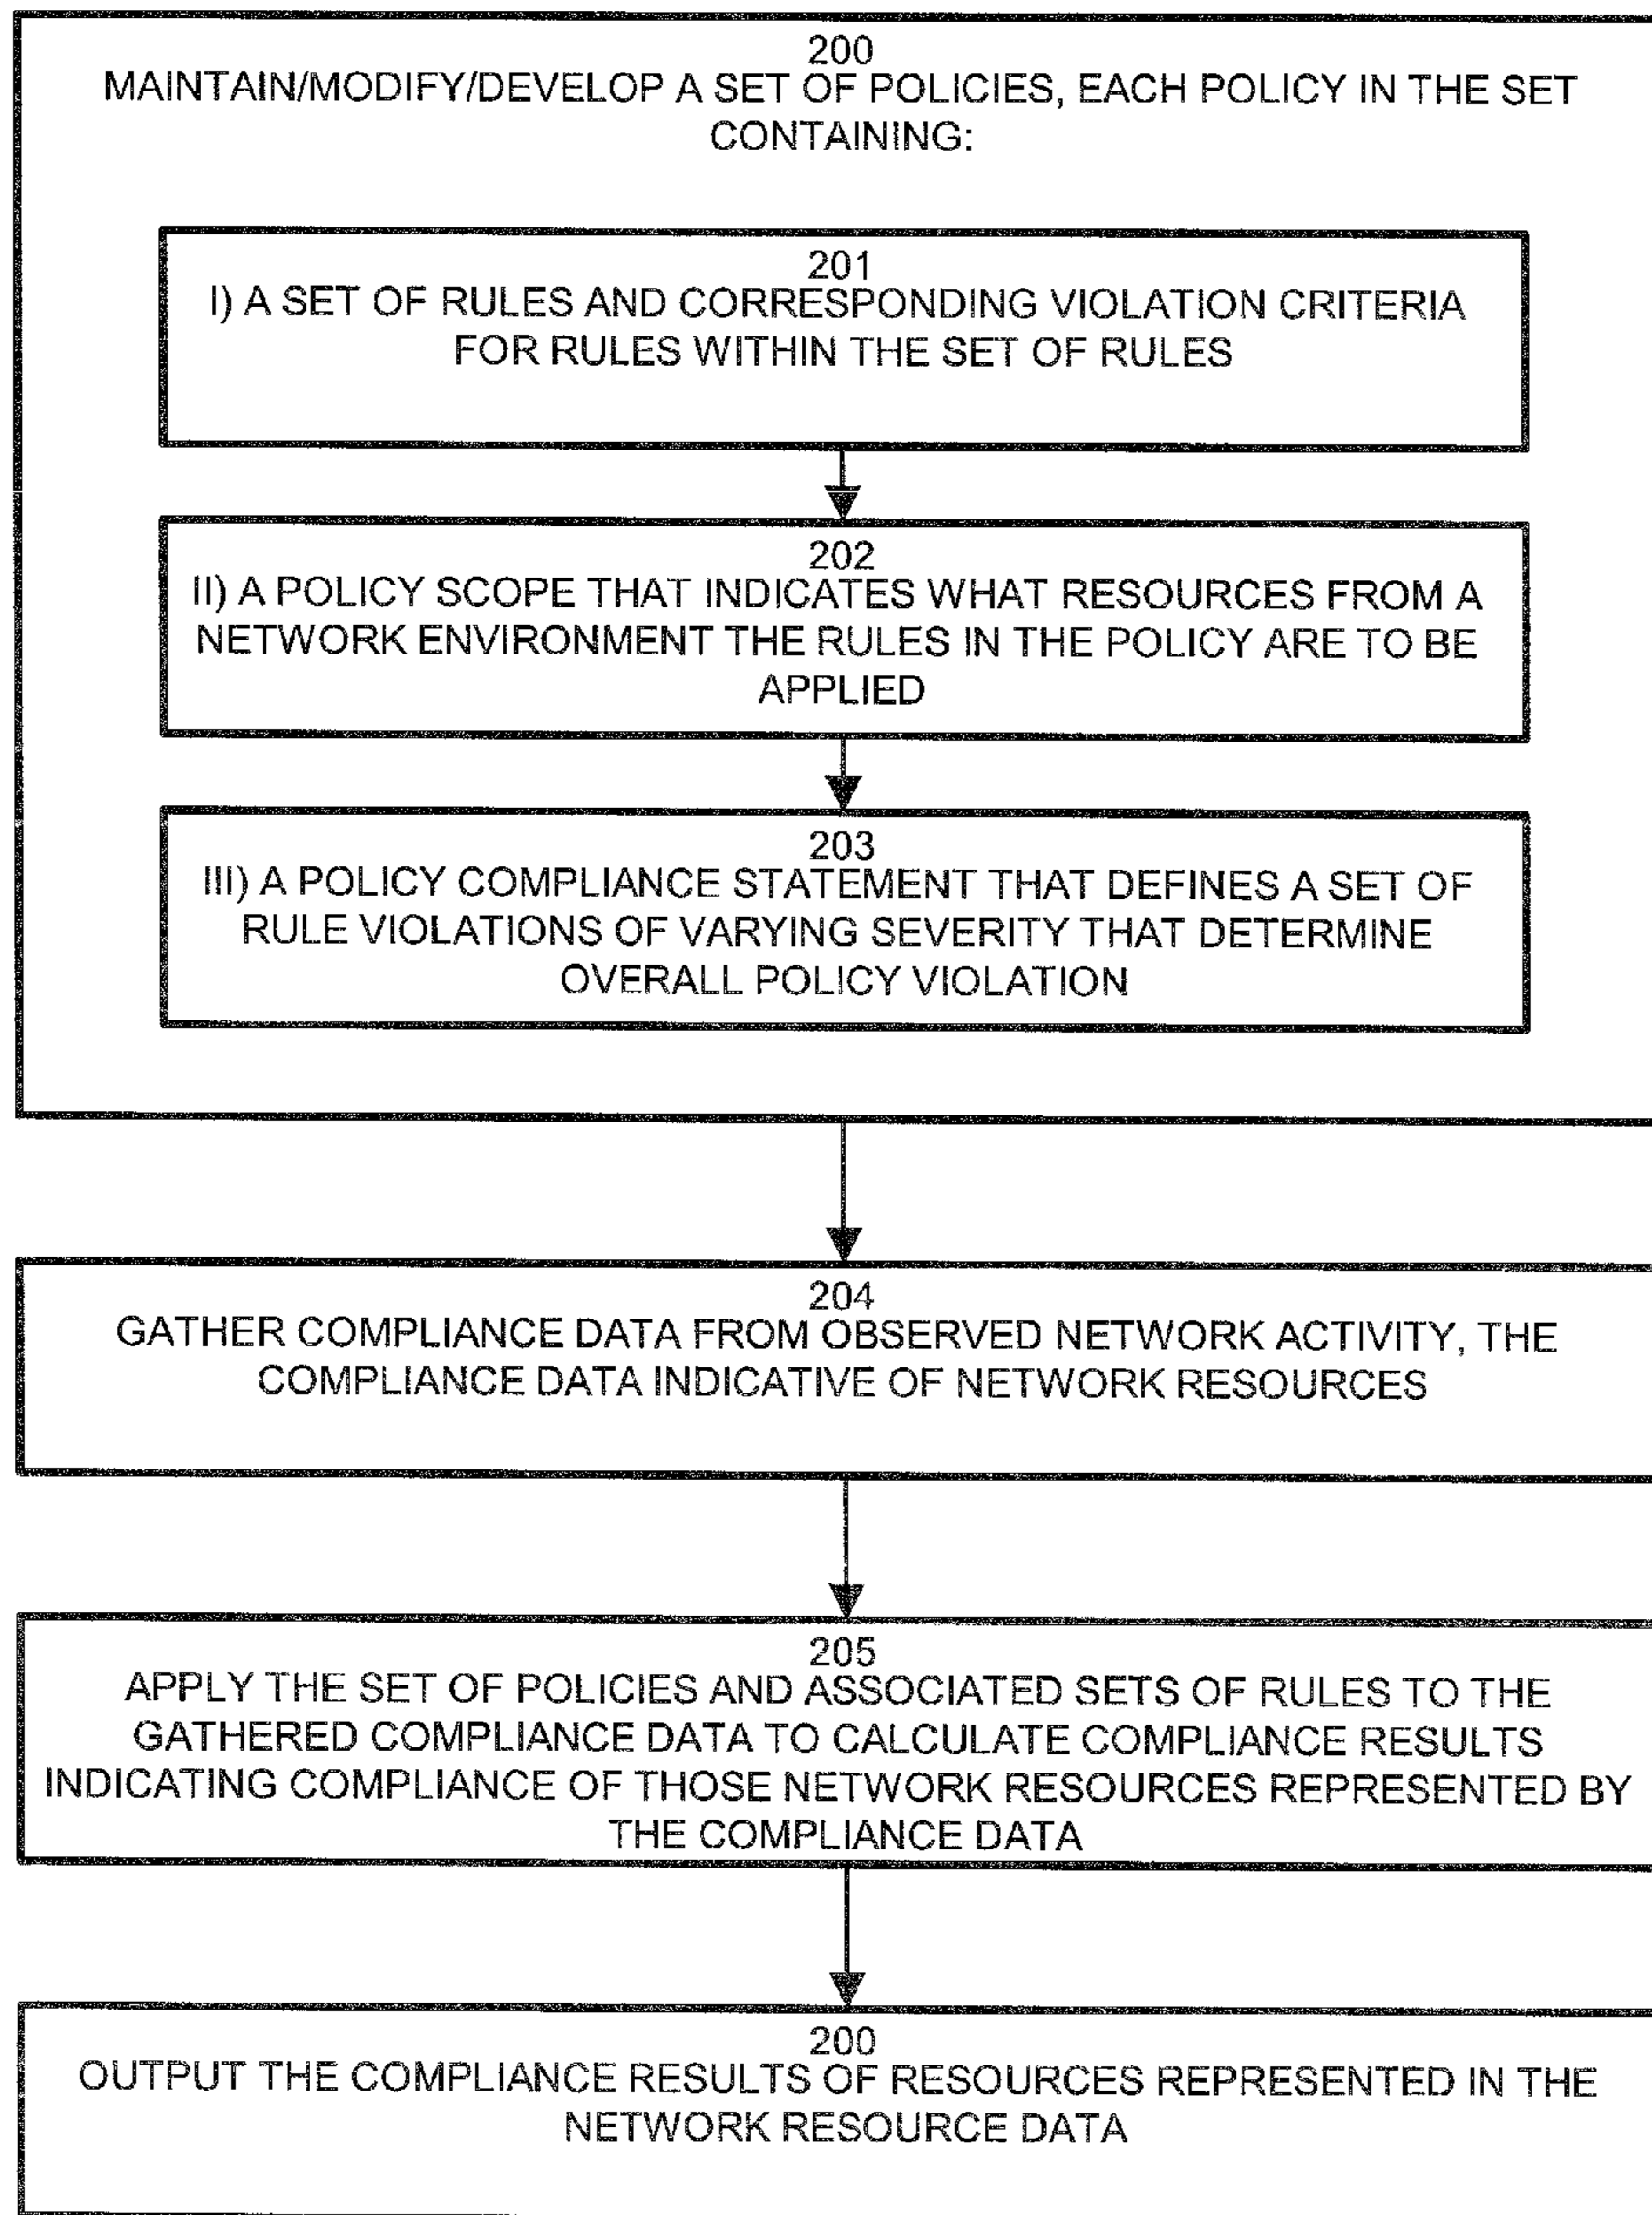 200
MAINTAIN/MODIFY/DEVELOP A SET OF POLICIES, EACH POLICY IN THE SET
CONTAINING:
201
I) A SET OF RULES AND CORRESPONDING VIOLATION CRITERIA
FOR RULES WITHIN THE SET OF RULES
202
II) A POLICY SCOPE THAT INDICATES WHAT RESOURCES FROM A
NETWORK ENVIRONMENT THE RULES IN THE POLICY ARE TO BE
APPLIED
203
III) A POLICY COMPLIANCE STATEMENT THAT DEFINES A SET OF
RULE VIOLATIONS OF VARYING SEVERITY THAT DETERMINE
OVERALL POLICY VIOLATION
204
GATHER COMPLIANCE DATA FROM OBSERVED NETWORK ACTIVITY, THE
COMPLIANCE DATA INDICATIVE OF NETWORK RESOURCES
205
APPLY THE SET OF POLICIES AND ASSOCIATED SETS OF RULES TO THE
GATHERED COMPLIANCE DATA TO CALCULATE COMPLIANCE RESULTS
INDICATING COMPLIANCE OF THOSE NETWORK RESOURCES REPRESENTED BY
THE COMPLIANCE DATA
200
OUTPUT THE COMPLIANCE RESULTS OF RESOURCES REPRESENTED IN THE
NETWORK RESOURCE DATA